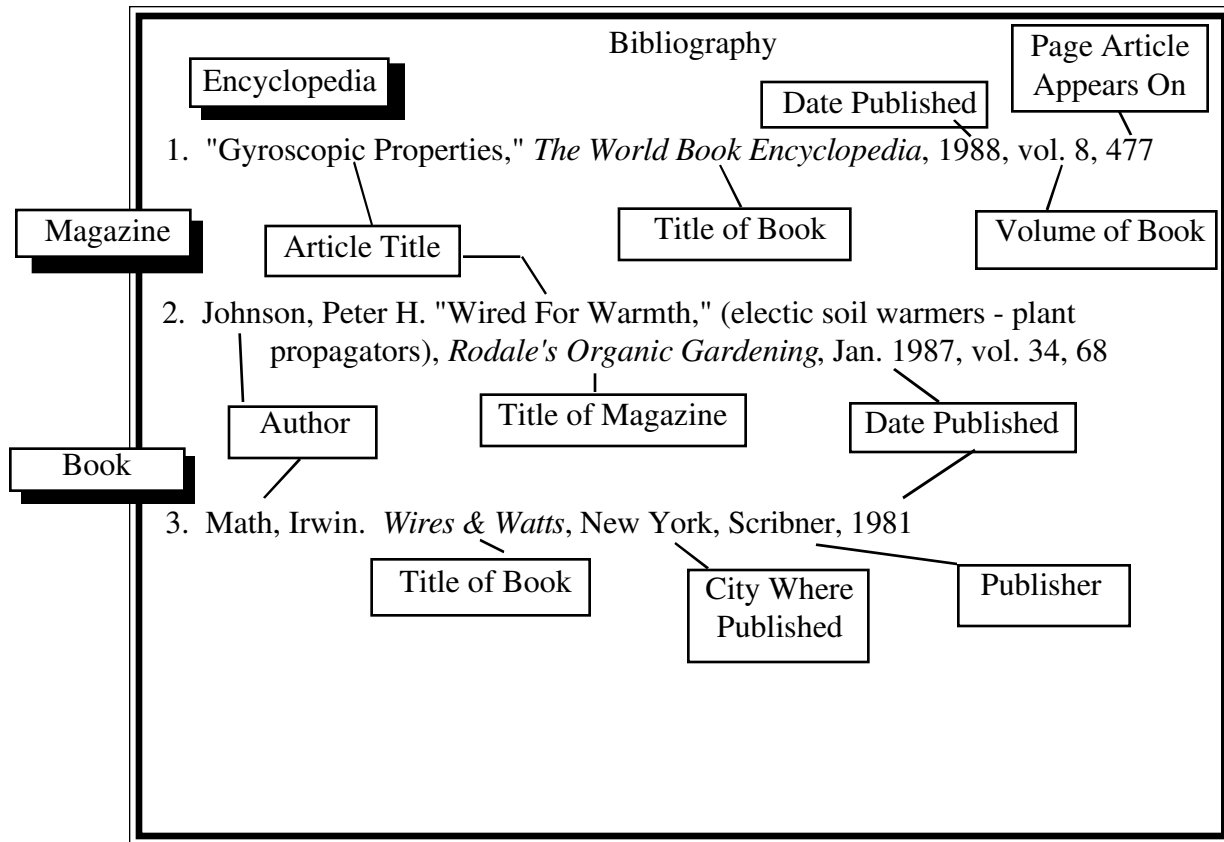 Bibliography
Page Article
Appears On
Encyclopedia
Date Published
1. "Gyroscopic Properties," The World Book Encyclopedia, 1988, vol. 8, 477
Magazine
Article Title
Title of Book
Volume of Book
2. Johnson, Peter H. "Wired For Warmth," (electic soil warmers - plant
propagators), Rodale's Organic Gardening, Jan. 1987, vol. 34, 68
Author
Title of Magazine
Date Published
Book
3. Math, Irwin. Wires & Watts, New York, Scribner, 1981
Title of Book
City Where
Published
Publisher